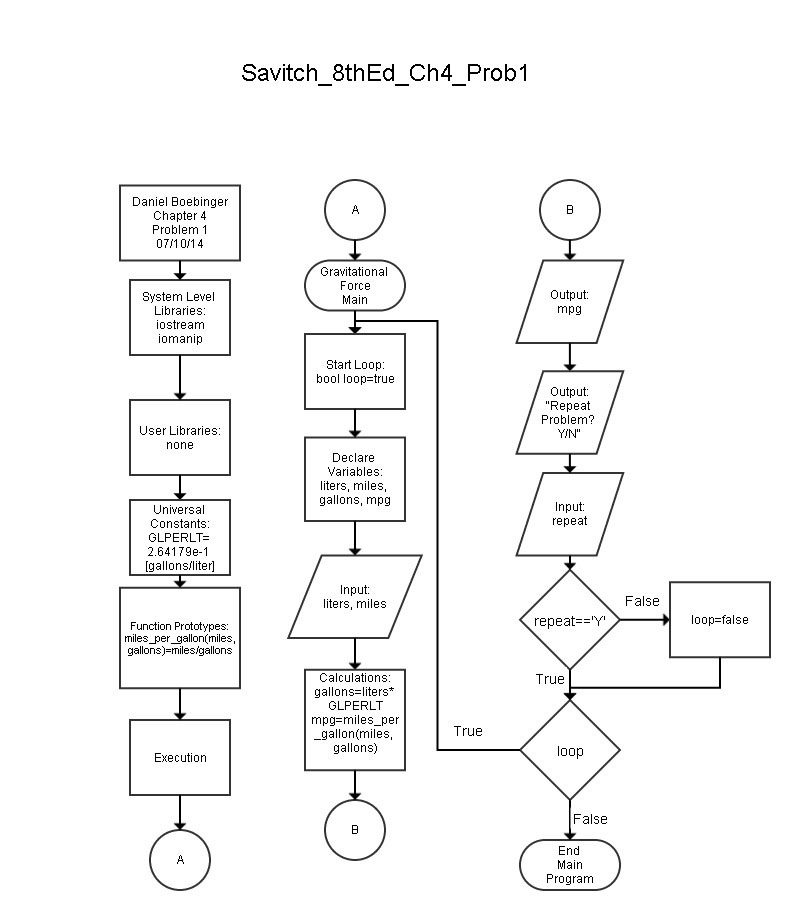 Savitch_8thEd_Ch4_Prob1
Daniel Boebinger
Chapter 4
Problem 1
07/10/14
System Level
Libraries:
iostream
iomanip
User Libraries:
none
Universal
Constants:
GLPERLT=
2.64179e-1
[gallons/liter]
Function Prototypes:
miles_per_gallon(miles,
gallons)=miles/gallons
Execution
A
A
Gravitational
Force
Main
Start Loop:
bool loop=true
Declare
Variables:
liters, miles,
gallons, mpg
Input:
liters, miles
Calculations:
gallons=liters*
GLPERLT
mpg=miles_per
_gallon(miles,
gallons)
B
B
Output:
mpg
Output:
"Repeat
Problem?
Y/N"
Input:
repeat
repeat=='Y'
False
loop=false
True
loop
True
False
End
Main
Program